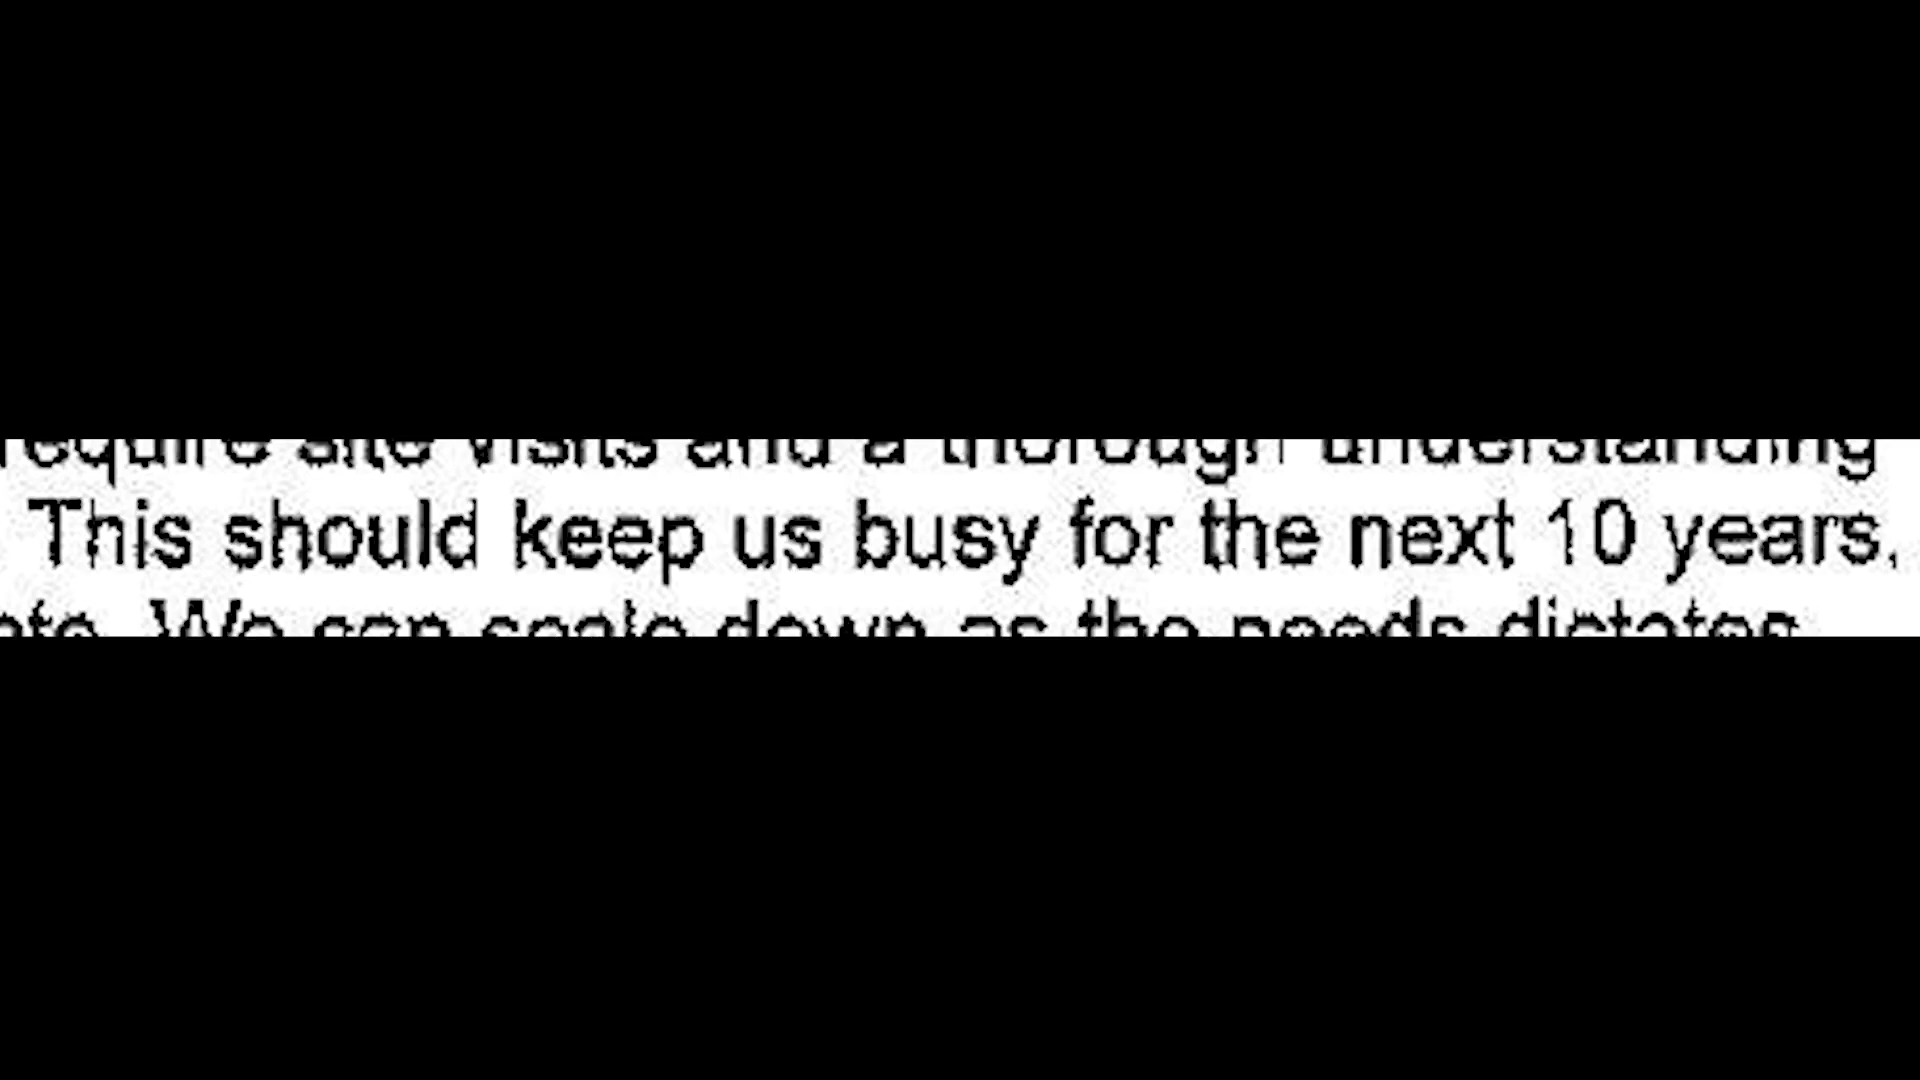 require site visits and a thorough understanding
This should keep us busy for the next 10 years.
We can scale down as the needs dictates